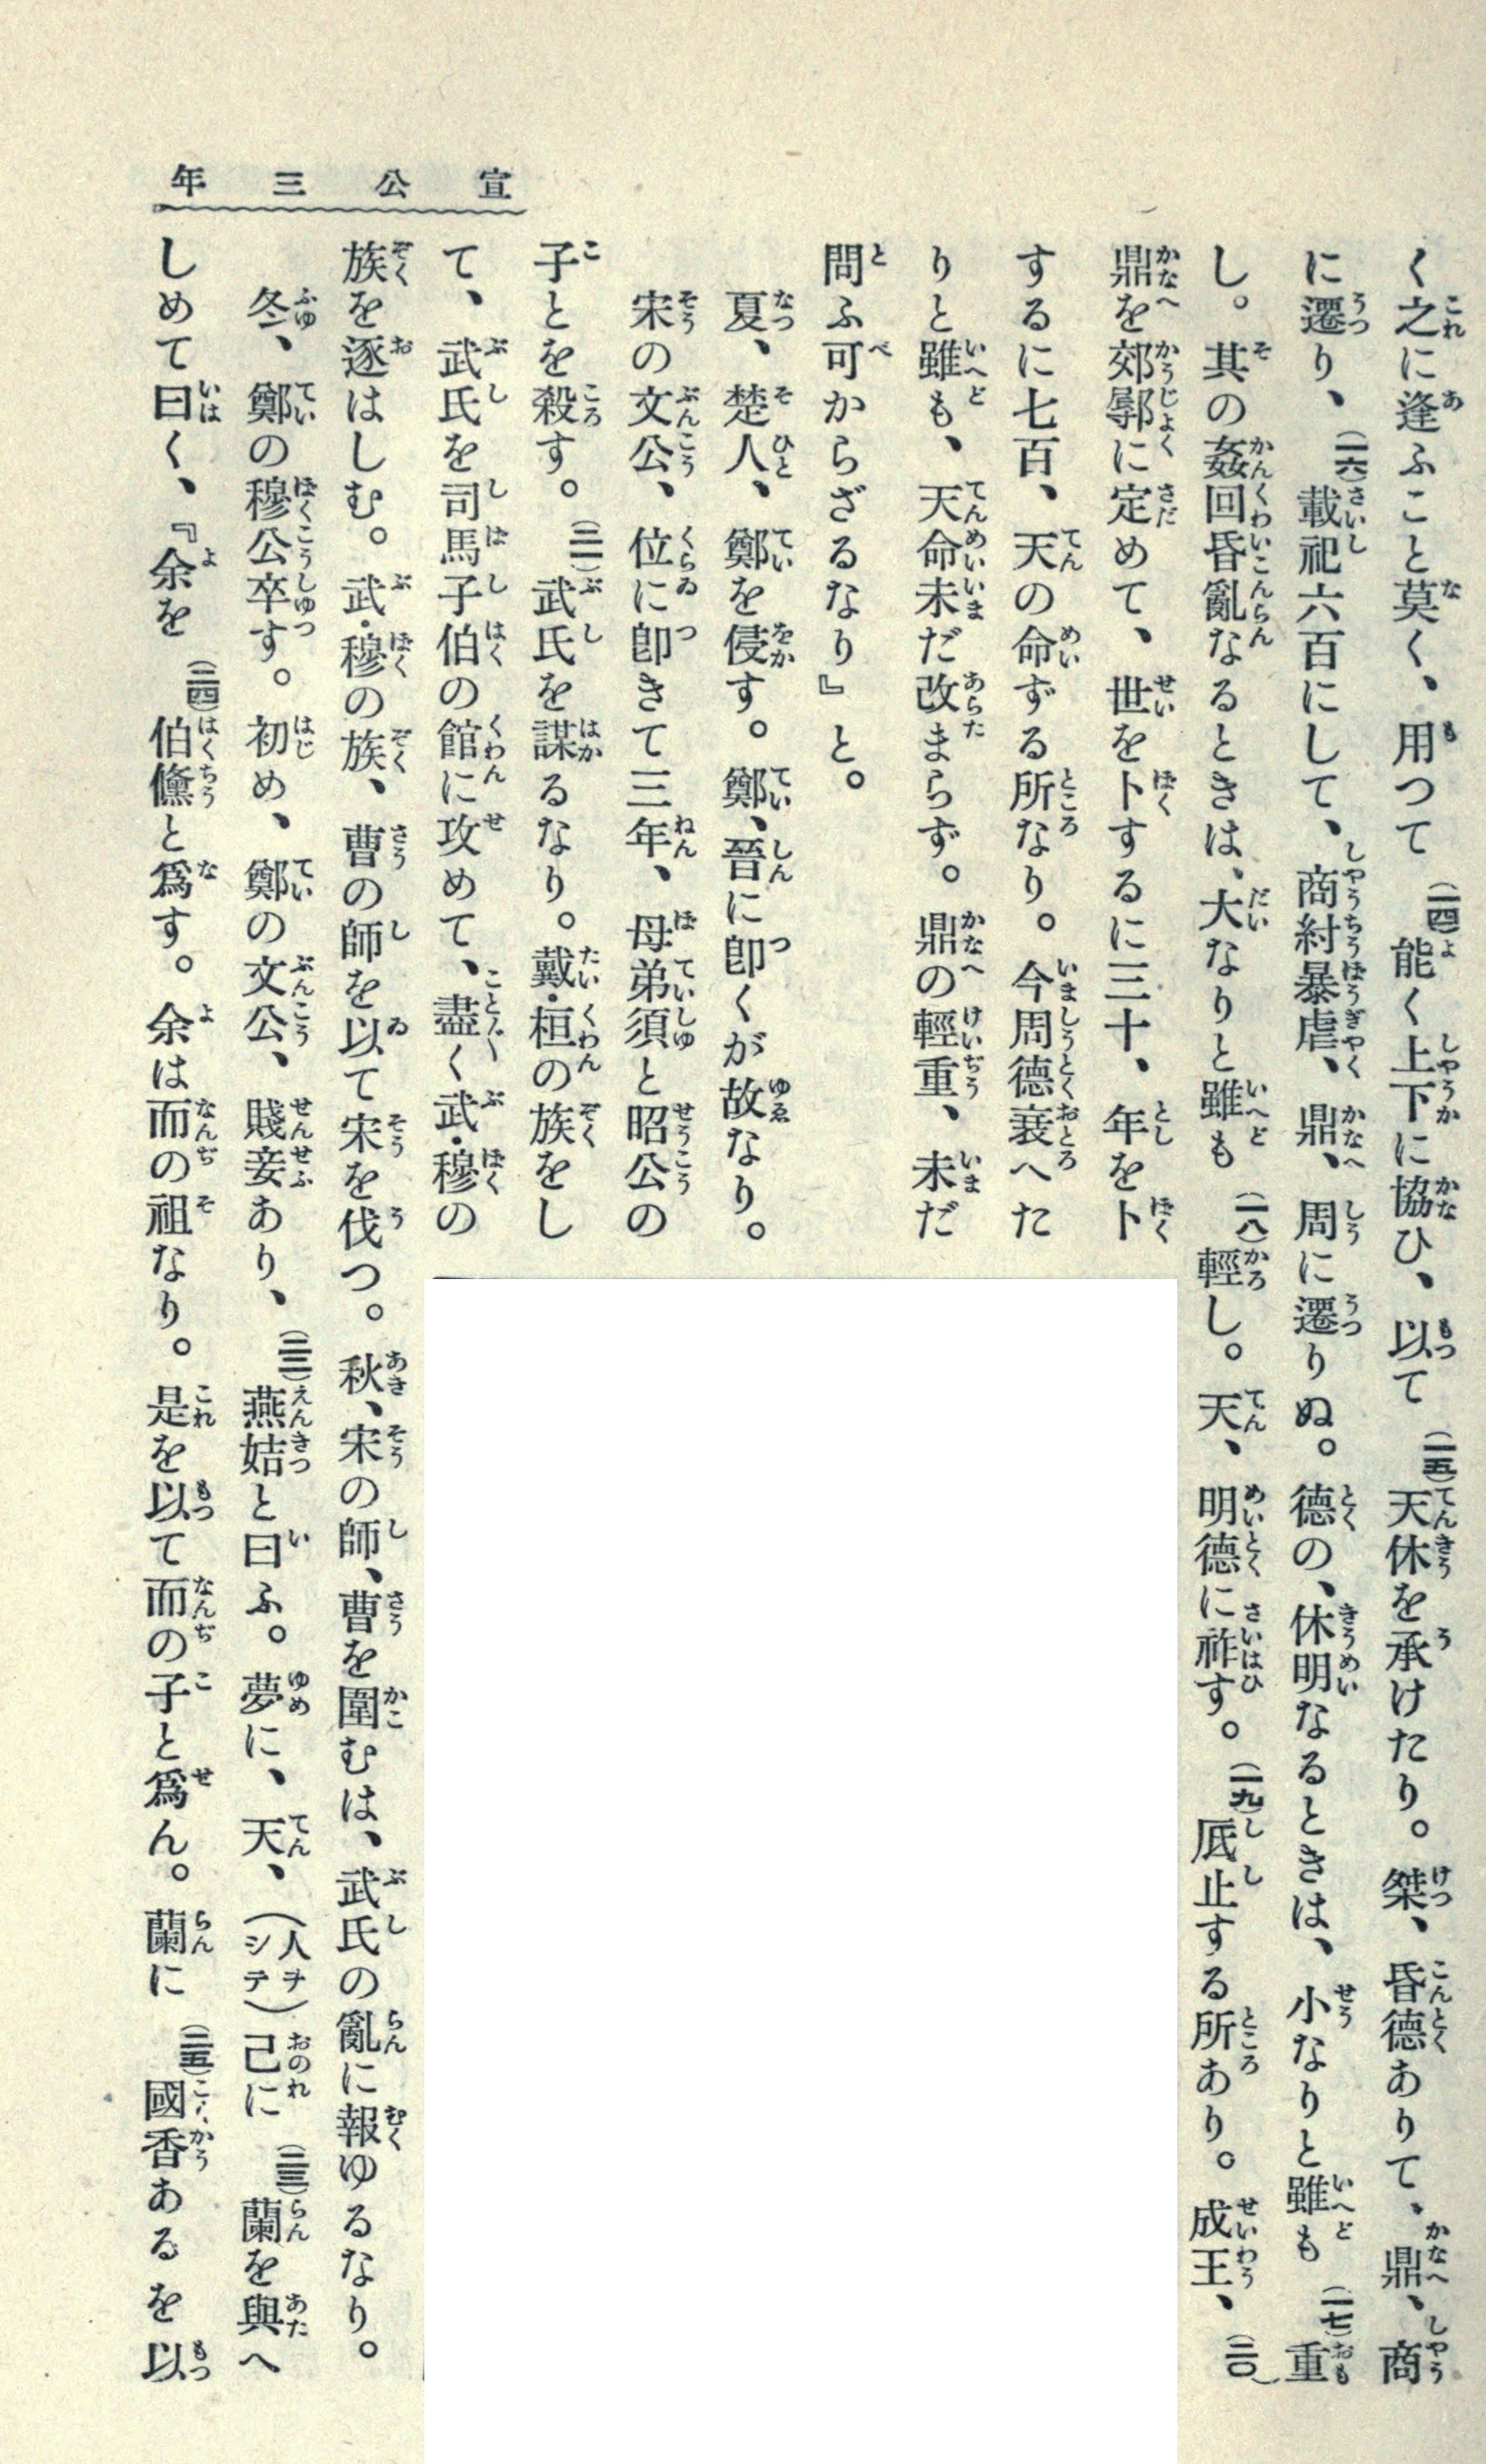 宣公三年
く之に逢ふこと莫く、用つて(一四)能く上下に協ひ、以て(一五)天休を承けたり。桀、昏德ありて、鼎、商
に遷り、(一六)載祀六百にして、商紂暴虐、鼎、周に遷りぬ。德の、休明なるときは、小なりと雖も(一七)重
し。其の姦回昏亂なるときは、大なりと雖も(一八)輕し。天、明德に祚す。(一九)厎止する所あり。成王、(二〇)
鼎を郊鄏に定めて、世を卜するに三十、年を卜
するに七百、天の命ずる所なり。今周德衰へた
りと雖も、天命未だ改まらず。鼎の輕重、未だ
問ふ可からざるなり』と。
夏、楚人、鄭を侵す。鄭、晉に卽くが故なり。
宋の文公、位に卽きて三年、母弟須と昭公の
子とを殺す。(二一)武氏を謀るなり。戴·桓の族をし
て、武氏を司馬子伯の館に攻めて、盡く武·穆の
族を逐はしむ。武·穆の族、曹の師を以て宋を伐つ。秋、宋の師、曹を圍むは、武氏の亂に報ゆるなり。
冬、鄭の穆公卒す。初め、鄭の文公、賤妾あり、(二二)燕姞と曰ふ。夢に、天、(人ヲシテ)己に(二三)蘭を與へ
しめて曰く、『余を(二四)伯鯈と爲す。余は而の祖なり。是を以て而の子と爲ん。蘭に(二五)國香あるを以